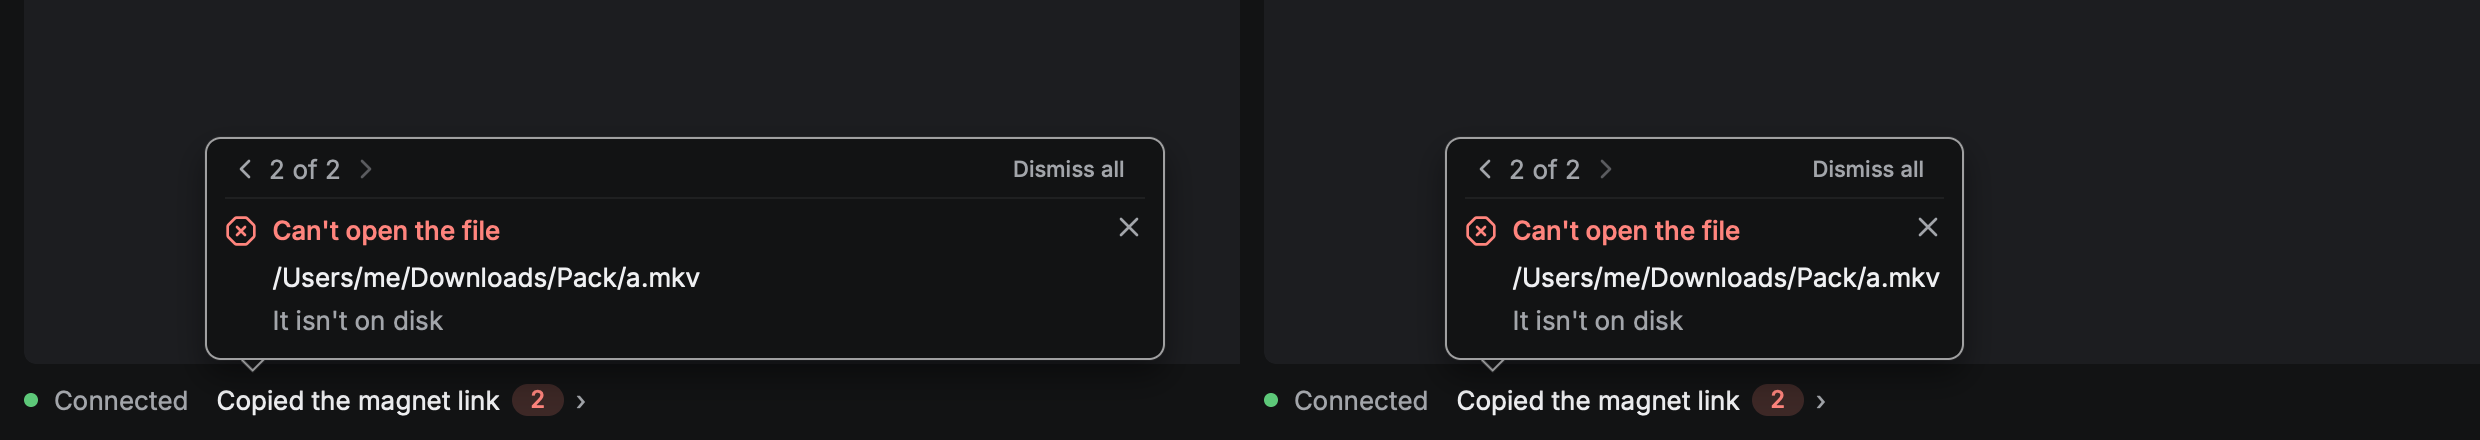 2 of 2 Dismiss all
Can't open the file
/Users/me/Downloads/Pack/a.mkv
It isn't on disk
Connected Copied the magnet link 2
2 of 2 Dismiss all
Can't open the file
/Users/me/Downloads/Pack/a.mkv
It isn't on disk
Connected Copied the magnet link 2